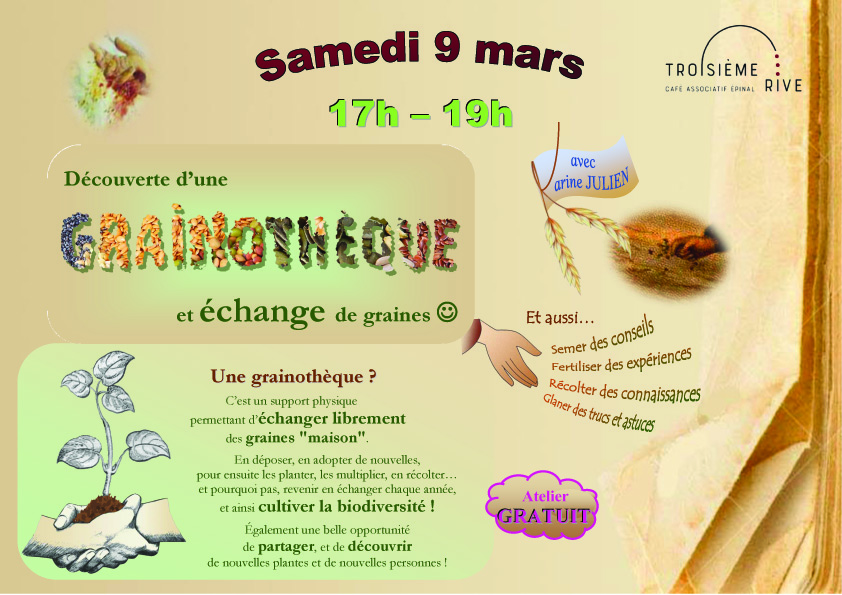 Samedi 9 mars
17h – 19h
TROISIÈME
RIVE
CAFE ASSOCIATIF EPINAL
Découverte d'une
GRAINOTHÈQUE
et échange de graines ☺
avec
arine JULIEN
Et aussi…
Semer des conseils
Fertiliser des expériences
Récolter des connaissances
Glaner des trucs et astuces
Une grainothèque ?
C'est un support physique
permettant d'échanger librement
des graines "maison".
En déposer, en adopter de nouvelles,
pour ensuite les planter, les multiplier, en récolter…
et pourquoi pas, revenir en échanger chaque année,
et ainsi cultiver la biodiversité !
Également une belle opportunité
de partager, et de découvrir
de nouvelles plantes et de nouvelles personnes !
Atelier
GRATUIT